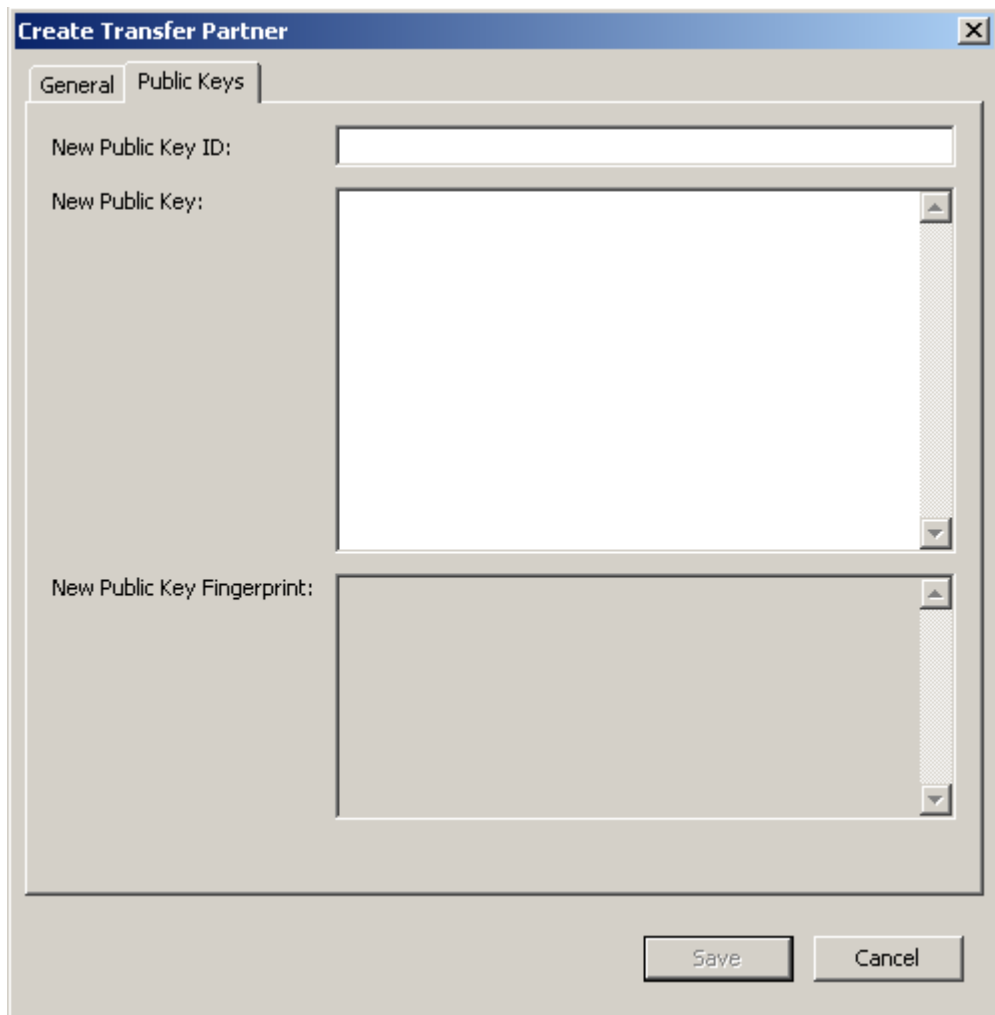 Create Transfer Partner
General
Public Keys
New Public Key ID:
New Public Key:
New Public Key Fingerprint:
Save
Cancel